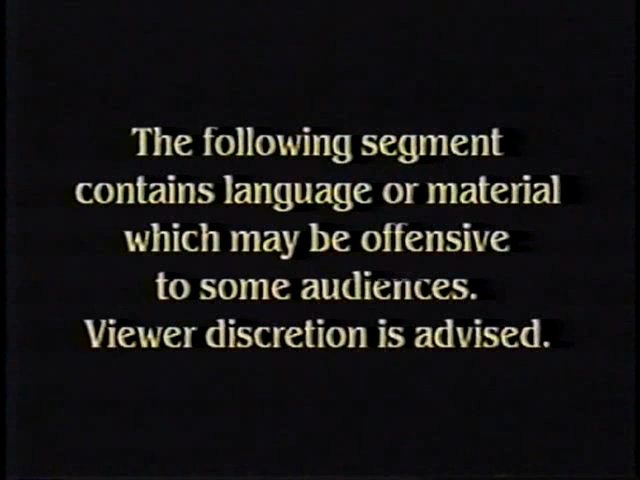 The following segment
contains language or material
which may be offensive
to some audiences.
Viewer discretion is advised.